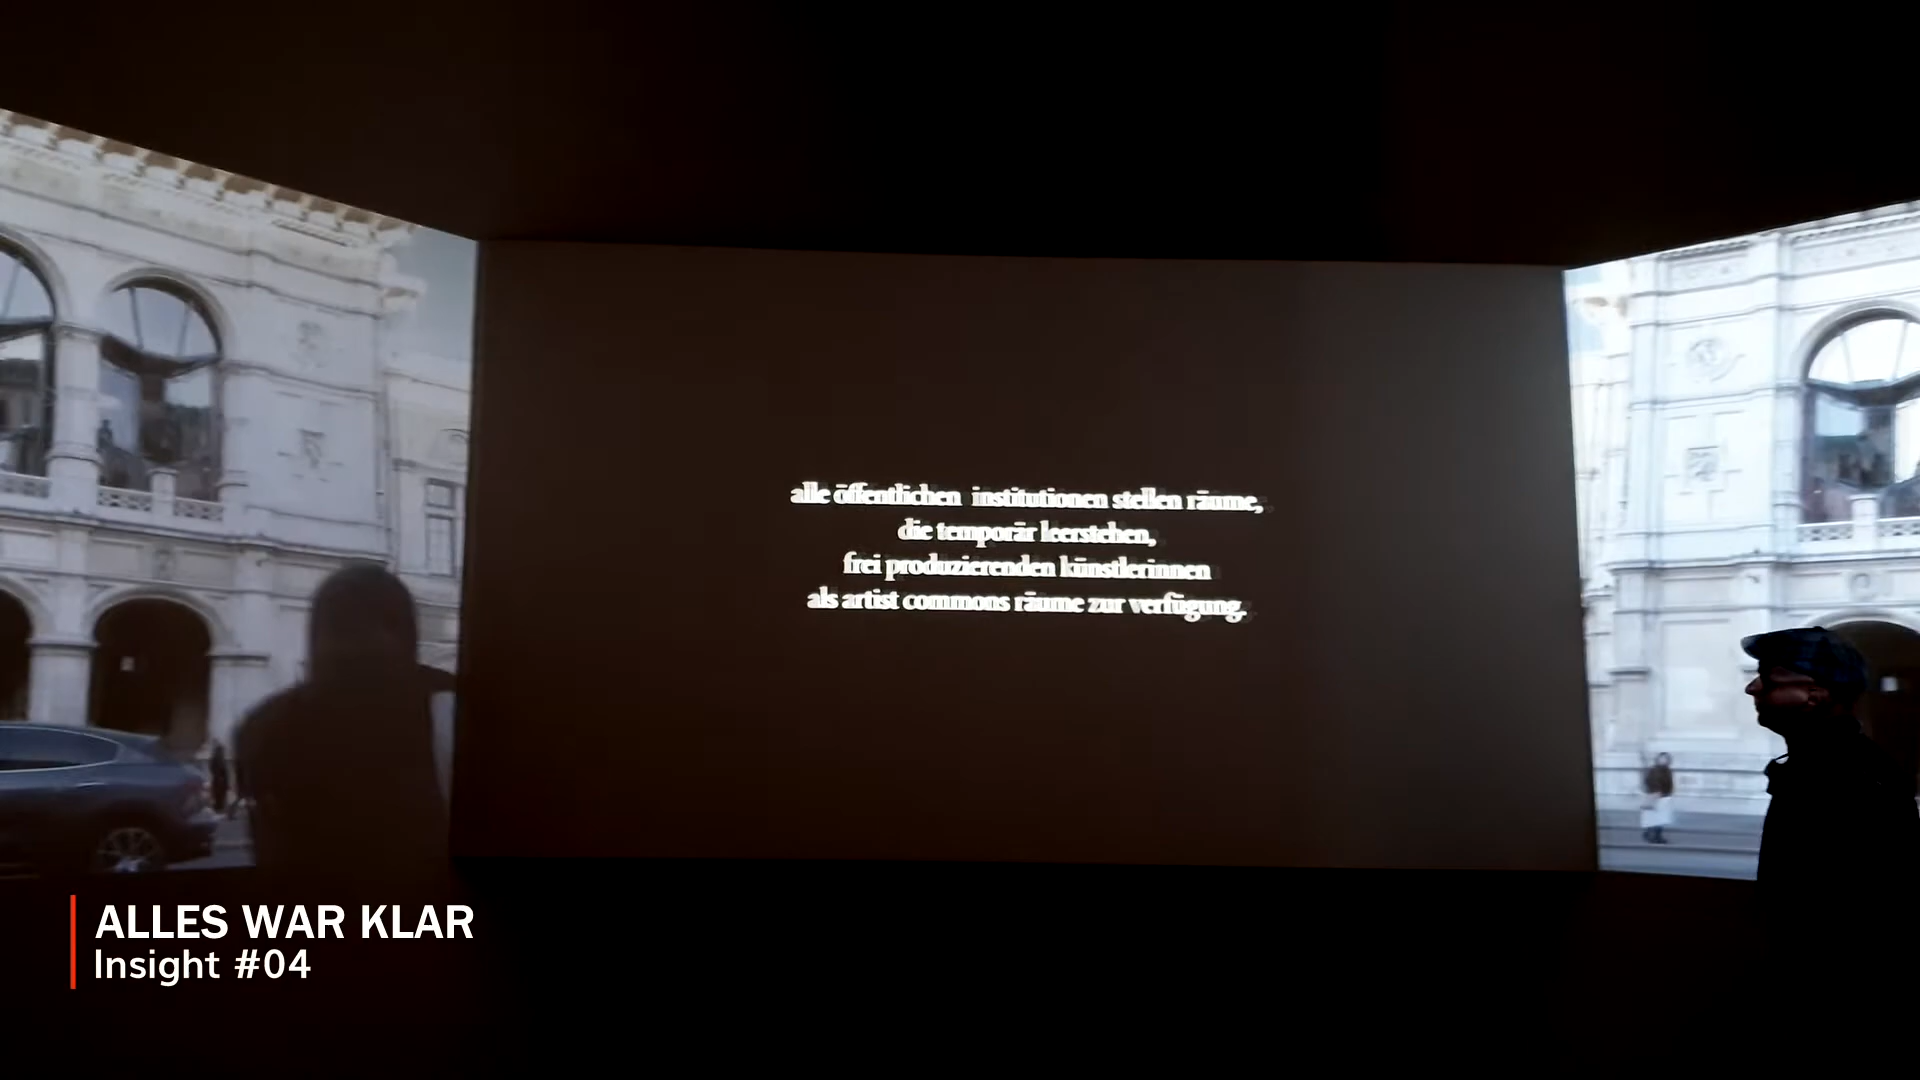 alle öffentlichen institutionen stellen räume,
die temporär leerstehen,
frei produzierenden künstlerinnen
als artist commons räume zur verfügung.
ALLES WAR KLAR
Insight #04